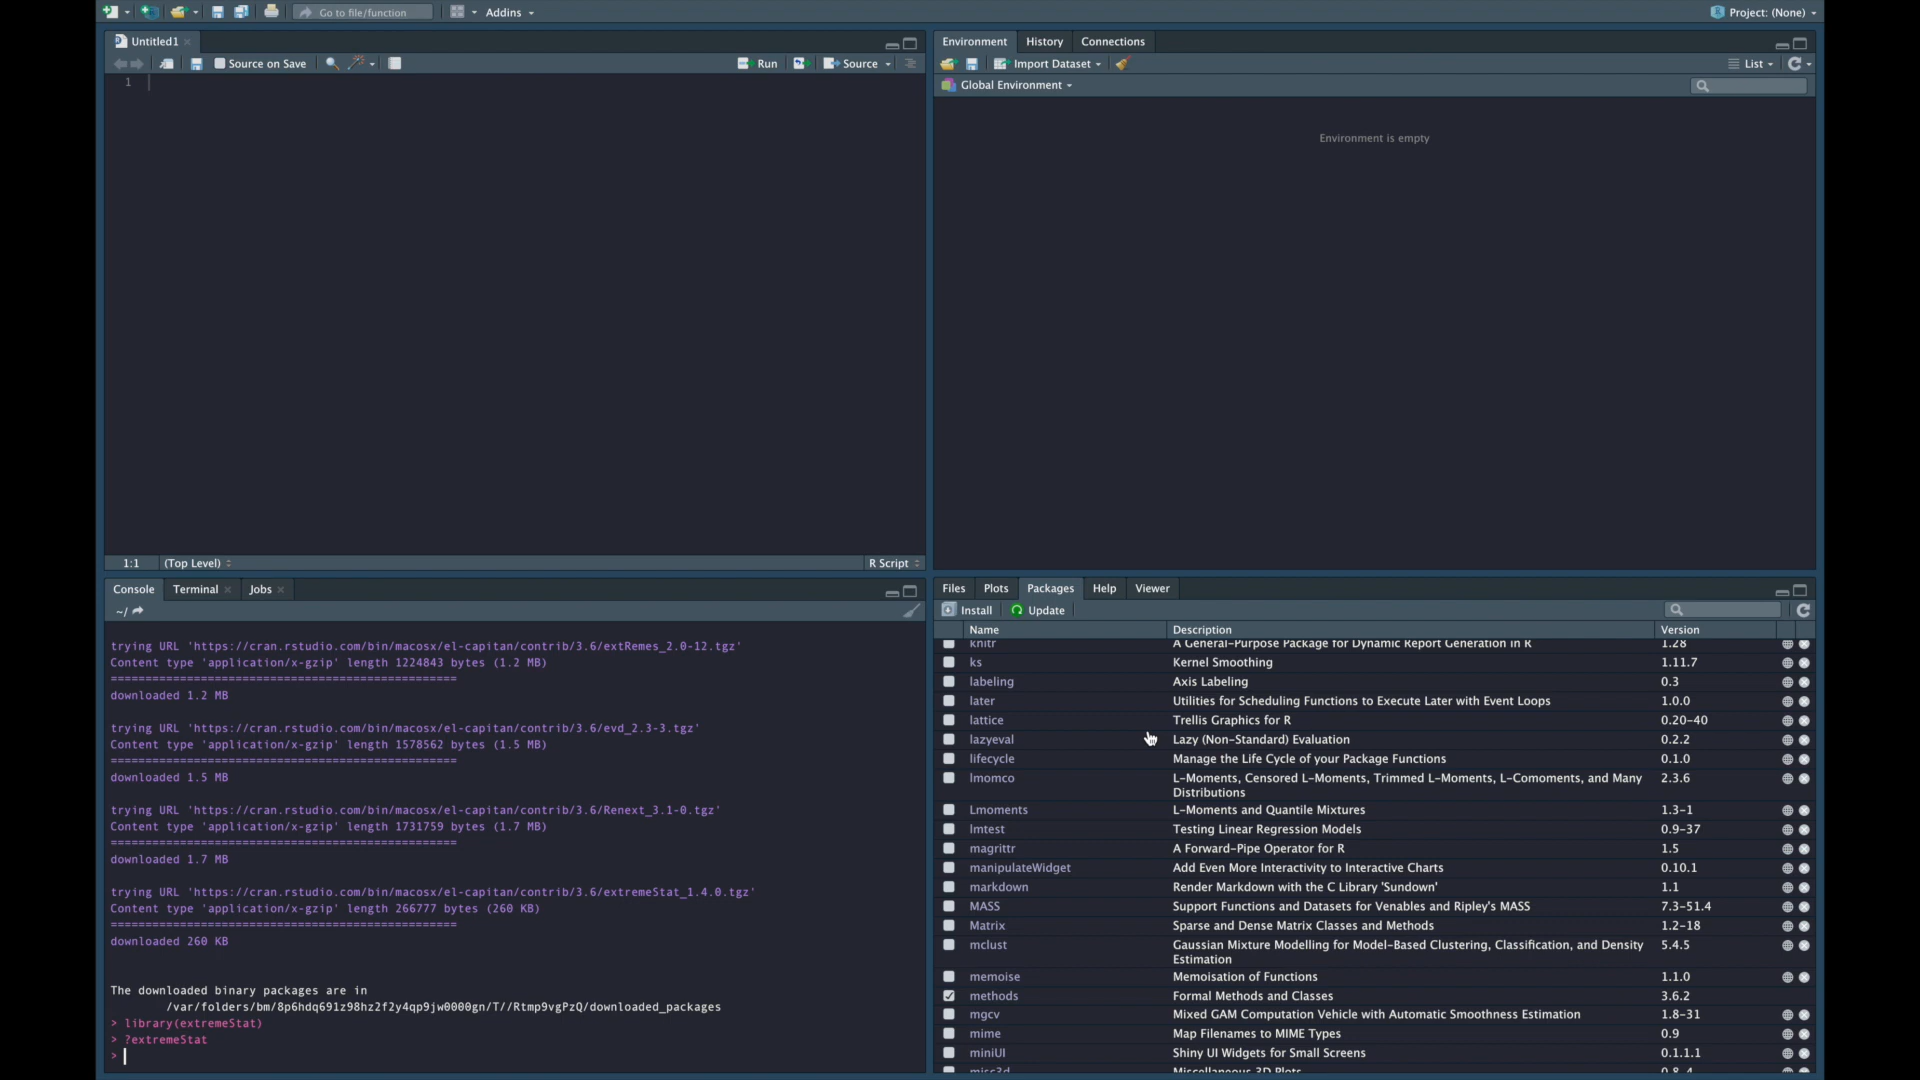 Go to file/function
Addins
Project: (None)
Untitled1
Source on Save
Run
Source
1
1:1 (Top Level)
R Script
Environment History Connections
Import Dataset
List
Global Environment
Environment is empty
Console Terminal Jobs
~/
trying URL 'https://cran.rstudio.com/bin/macosx/el-capitan/contrib/3.6/extRemes_2.0-12.tgz'
Content type 'application/x-gzip' length 1224843 bytes (1.2 MB)
==================================================
downloaded 1.2 MB
trying URL 'https://cran.rstudio.com/bin/macosx/el-capitan/contrib/3.6/evd_2.3-3.tgz'
Content type 'application/x-gzip' length 1578562 bytes (1.5 MB)
==================================================
downloaded 1.5 MB
trying URL 'https://cran.rstudio.com/bin/macosx/el-capitan/contrib/3.6/Renext_3.1-0.tgz'
Content type 'application/x-gzip' length 1731759 bytes (1.7 MB)
==================================================
downloaded 1.7 MB
trying URL 'https://cran.rstudio.com/bin/macosx/el-capitan/contrib/3.6/extremeStat_1.4.0.tgz'
Content type 'application/x-gzip' length 266777 bytes (260 KB)
==================================================
downloaded 260 KB
The downloaded binary packages are in
/var/folders/bm/8p6hdq691z98hz2f2y4qp9jw0000gn/T//Rtmp9vgPzQ/downloaded_packages
> library(extremeStat)
> ?extremeStat
>
Files Plots Packages Help Viewer
Install Update
Name Description Version
knitr A General-Purpose Package for Dynamic Report Generation in R 1.28
ks Kernel Smoothing 1.11.7
labeling Axis Labeling 0.3
later Utilities for Scheduling Functions to Execute Later with Event Loops 1.0.0
lattice Trellis Graphics for R 0.20-40
lazyeval Lazy (Non-Standard) Evaluation 0.2.2
lifecycle Manage the Life Cycle of your Package Functions 0.1.0
lmomco L-Moments, Censored L-Moments, Trimmed L-Moments, L-Comoments, and Many 2.3.6
Distributions
Lmoments L-Moments and Quantile Mixtures 1.3-1
lmtest Testing Linear Regression Models 0.9-37
magrittr A Forward-Pipe Operator for R 1.5
manipulateWidget Add Even More Interactivity to Interactive Charts 0.10.1
markdown Render Markdown with the C Library 'Sundown' 1.1
MASS Support Functions and Datasets for Venables and Ripley's MASS 7.3-51.4
Matrix Sparse and Dense Matrix Classes and Methods 1.2-18
mclust Gaussian Mixture Modelling for Model-Based Clustering, Classification, and Density 5.4.5
Estimation
memoise Memoisation of Functions 1.1.0
methods Formal Methods and Classes 3.6.2
mgcv Mixed GAM Computation Vehicle with Automatic Smoothness Estimation 1.8-31
mime Map Filenames to MIME Types 0.9
miniUI Shiny UI Widgets for Small Screens 0.1.1.1
misc3d Miscellaneous 3D Plots 0.8-4